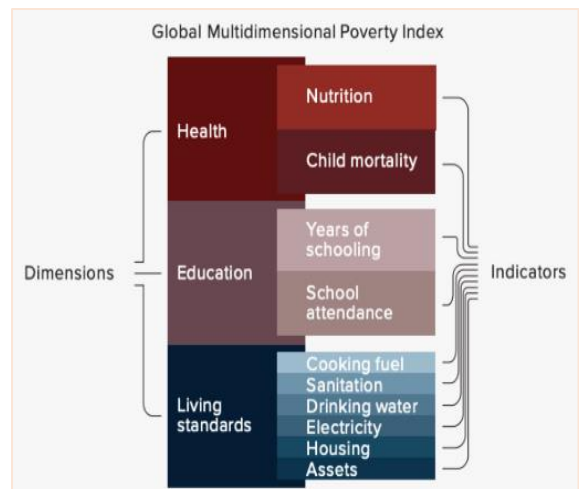 Global Multidimensional Poverty Index
Nutrition
Health
Child mortality
Years of
schooling
Dimensions
Education
Indicators
School
attendance
Cooking fuel
Sanitation
Living
standards
Drinking water
Electricity
Housing
Assets